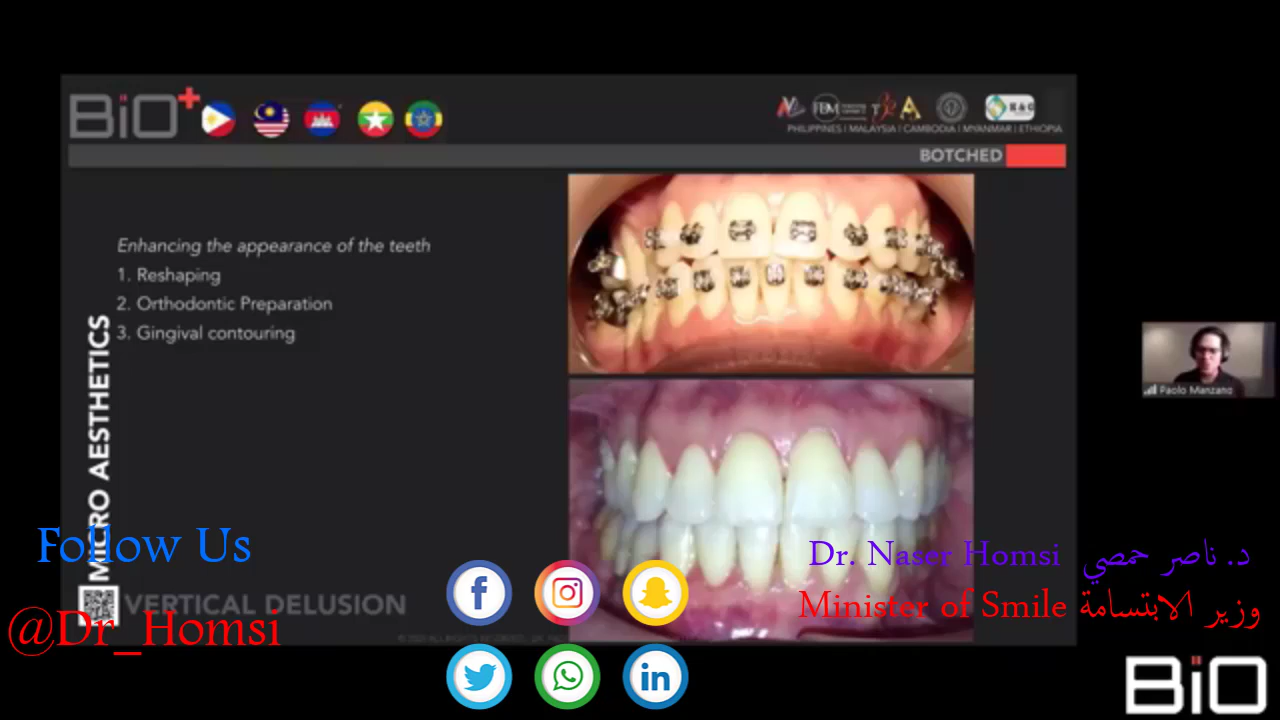 BiO+
PHILIPPINES | MALAYSIA | CAMBODIA | MYANMAR | ETHIOPIA
BOTCHED
Enhancing the appearance of the teeth
1. Reshaping
2. Orthodontic Preparation
3. Gingival contouring
MICRO AESTHETICS
VERTICAL DELUSION
Paolo Manzano
Follow Us
@Dr_Homsi
Dr. Naser Homsi د. ناصر حمصي
Minister of Smile وزير الابتسامة
BiO